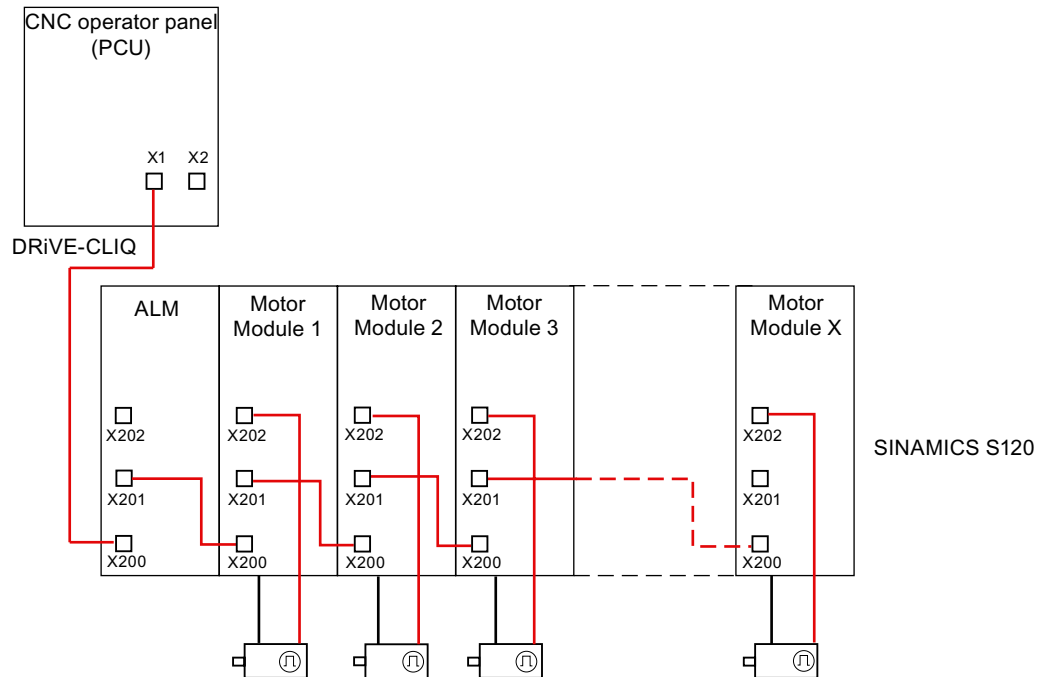 CNC operator panel
(PCU)
X1 X2
DRiVE-CLiQ
ALM
Motor
Module 1
Motor
Module 2
Motor
Module 3
Motor
Module X
X202 X202 X202 X202 X202
SINAMICS S120
X201 X201 X201 X201 X201
X200 X200 X200 X200 X200